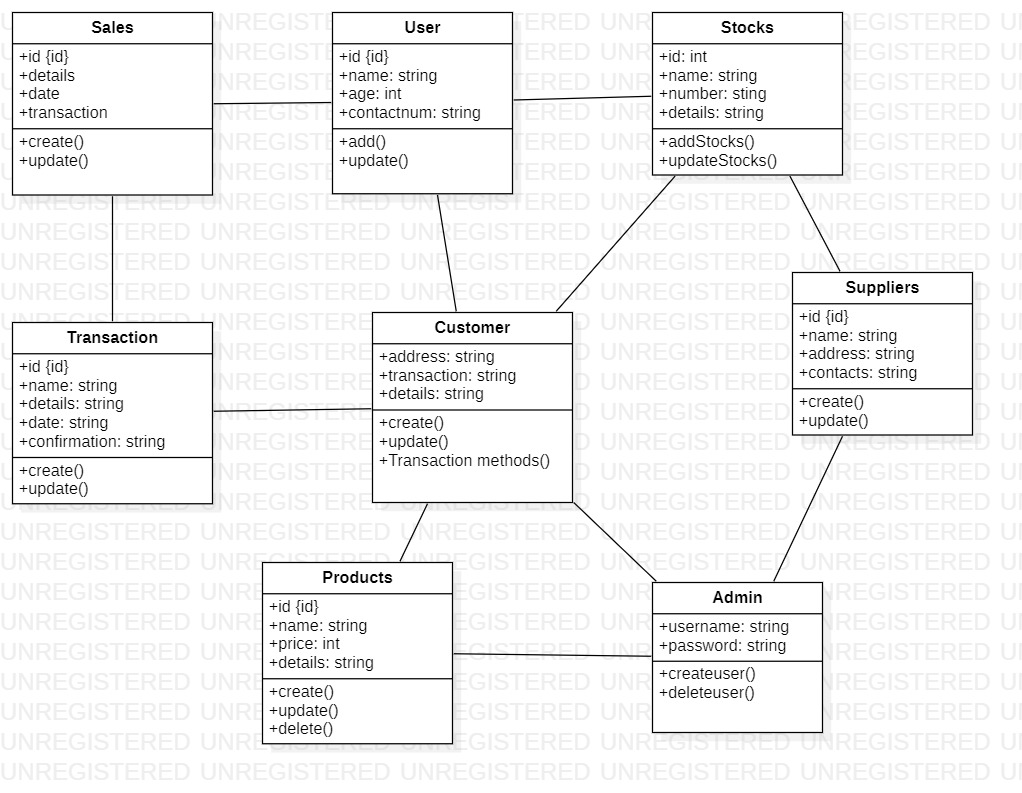 Sales
+id {id}
+details
+date
+transaction
+create()
+update()
User
+id {id}
+name: string
+age: int
+contactnum: string
+add()
+update()
Stocks
+id: int
+name: string
+number: sting
+details: string
+addStocks()
+updateStocks()
Suppliers
+id {id}
+name: string
+address: string
+contacts: string
+create()
+update()
Transaction
+id {id}
+name: string
+details: string
+date: string
+confirmation: string
+create()
+update()
Customer
+address: string
+transaction: string
+details: string
+create()
+update()
+Transaction methods()
Products
+id {id}
+name: string
+price: int
+details: string
+create()
+update()
+delete()
Admin
+username: string
+password: string
+createuser()
+deleteuser()
UNREGISTERED